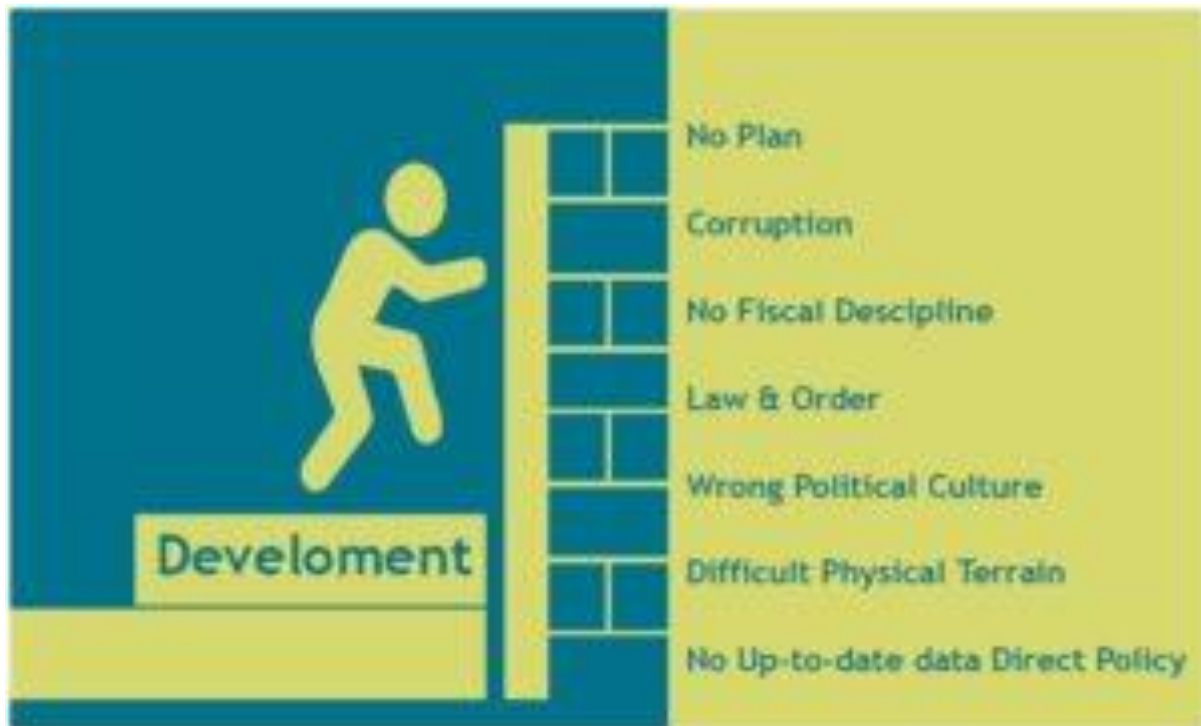 No Plan
Corruption
No Fiscal Descipline
Law & Order
Wrong Political Culture
Develoment
Difficult Physical Terrain
No Up-to-date data Direct Policy